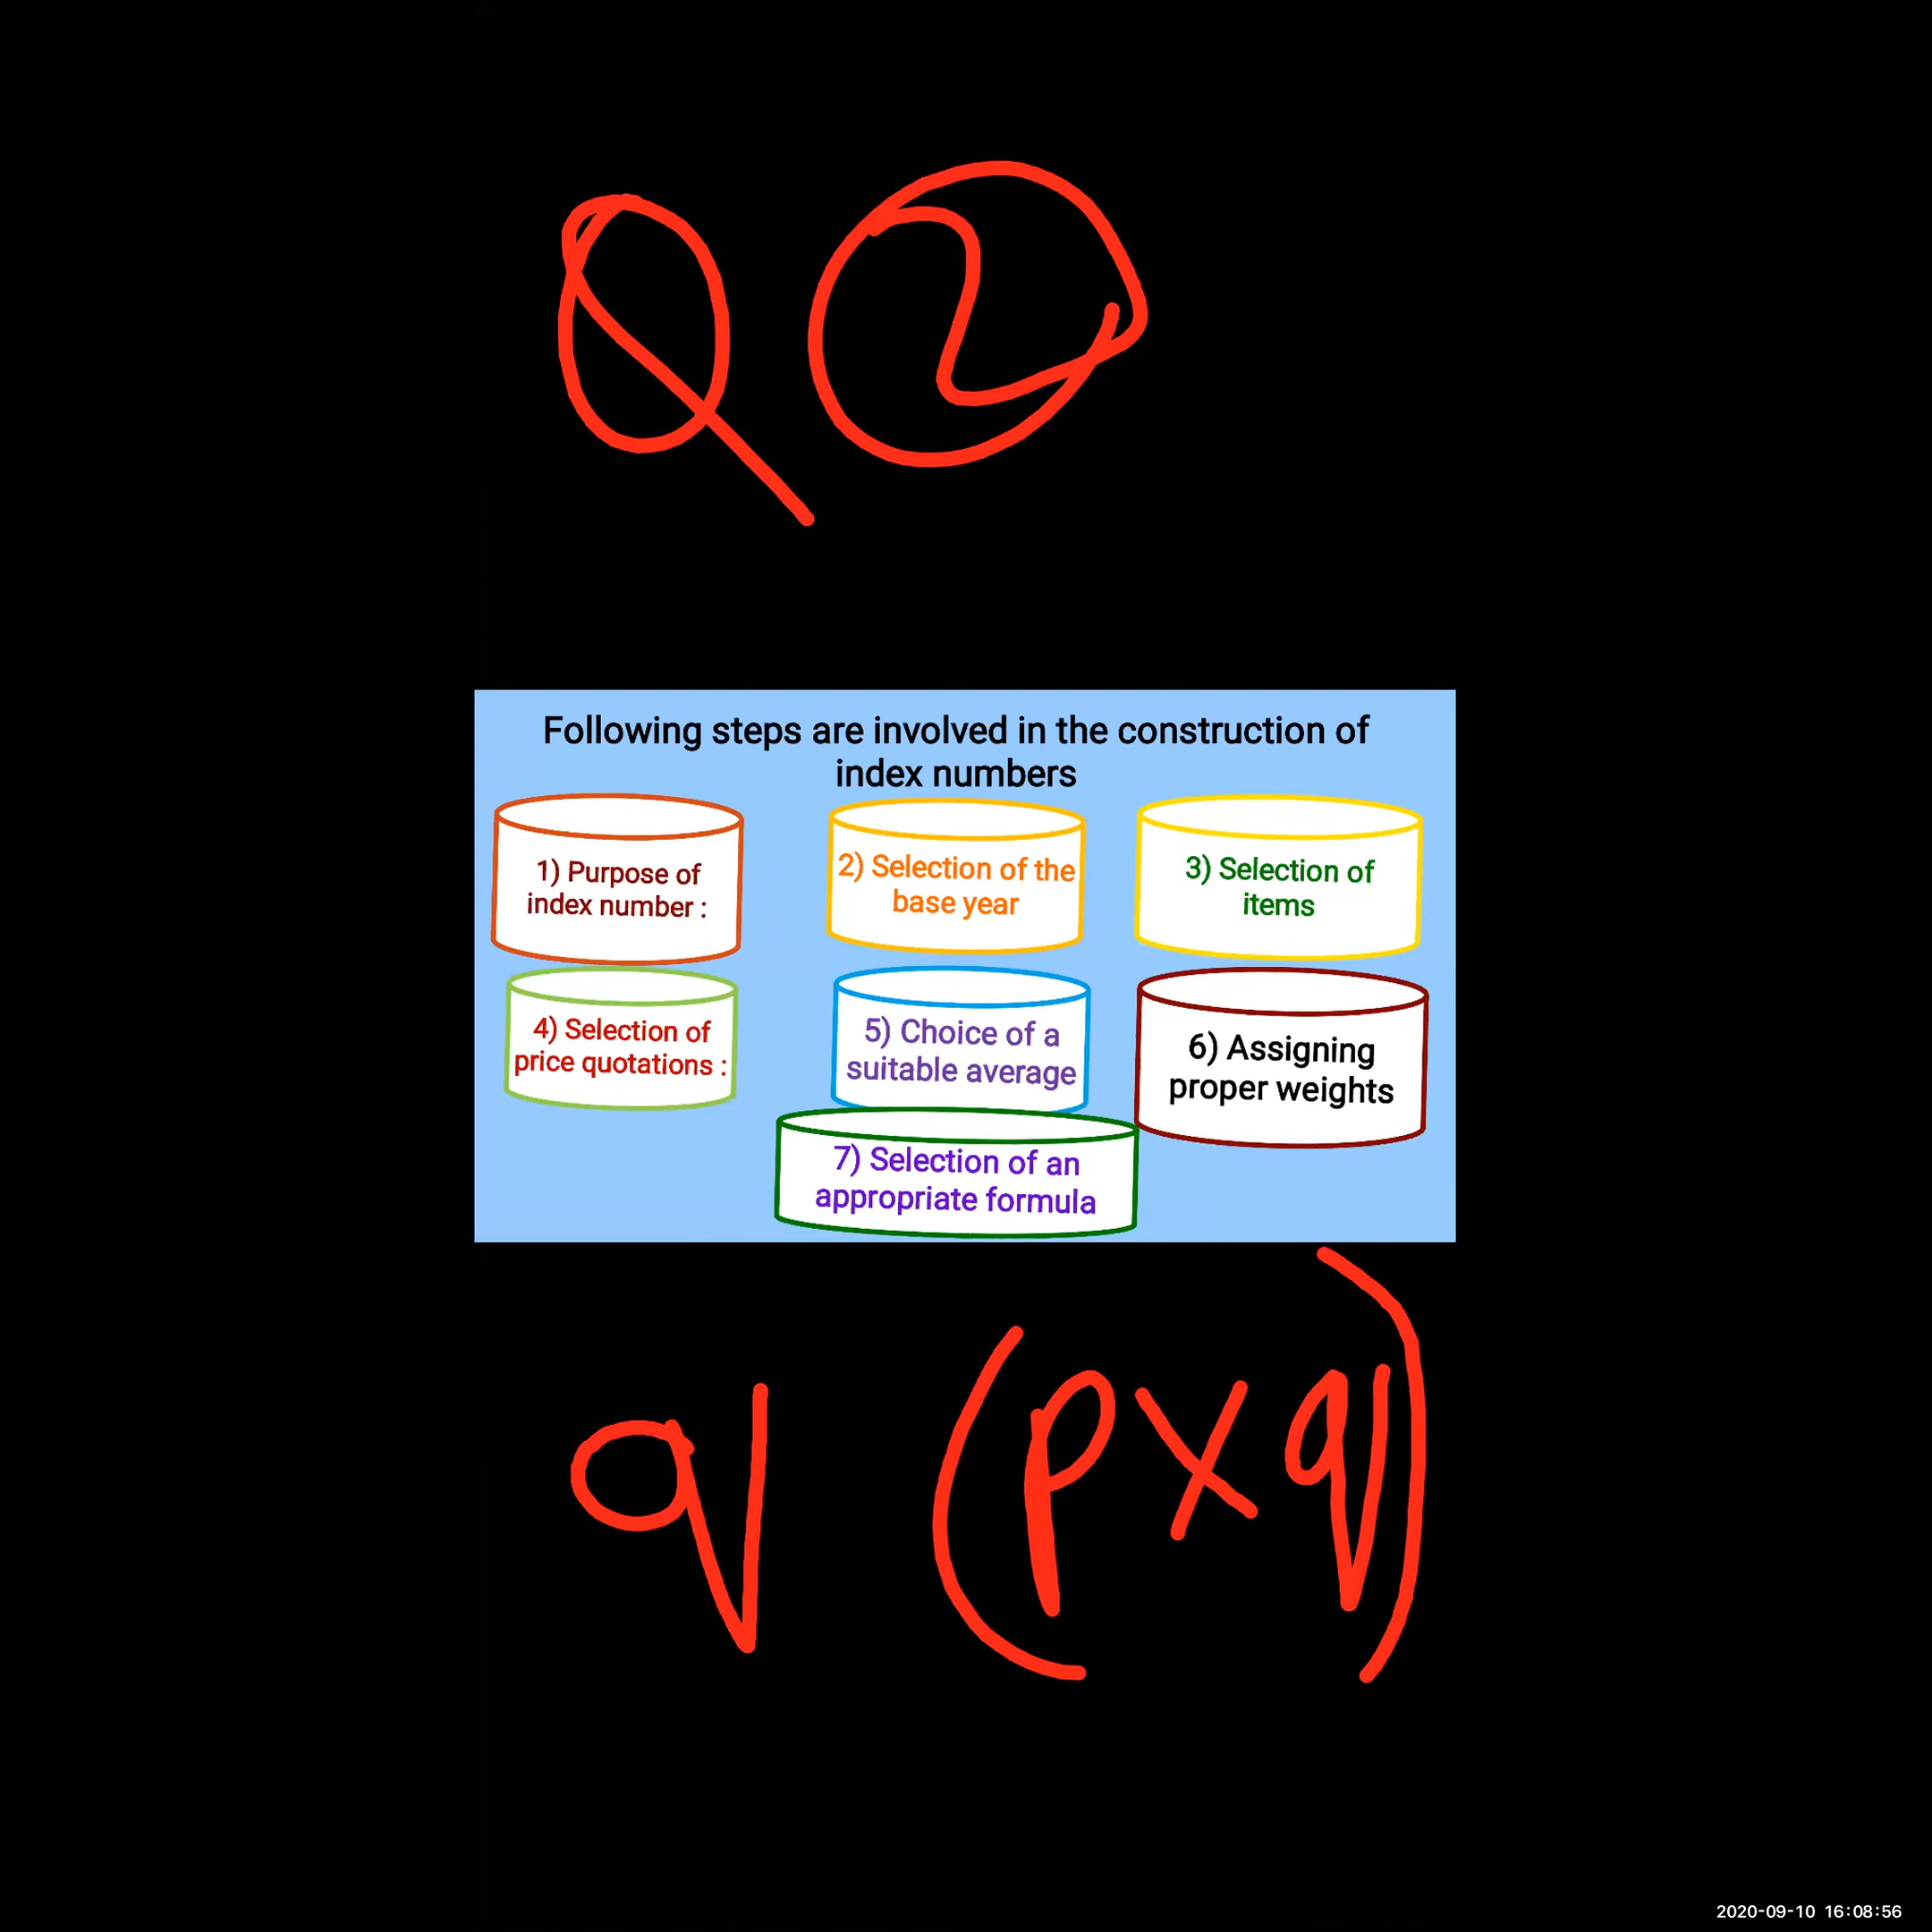 Q 2
Following steps are involved in the construction of
index numbers
1) Purpose of
index number :
2) Selection of the
base year
3) Selection of
items
4) Selection of
price quotations :
5) Choice of a
suitable average
6) Assigning
proper weights
7) Selection of an
appropriate formula
q (p x q)
2020-09-10 16:08:56